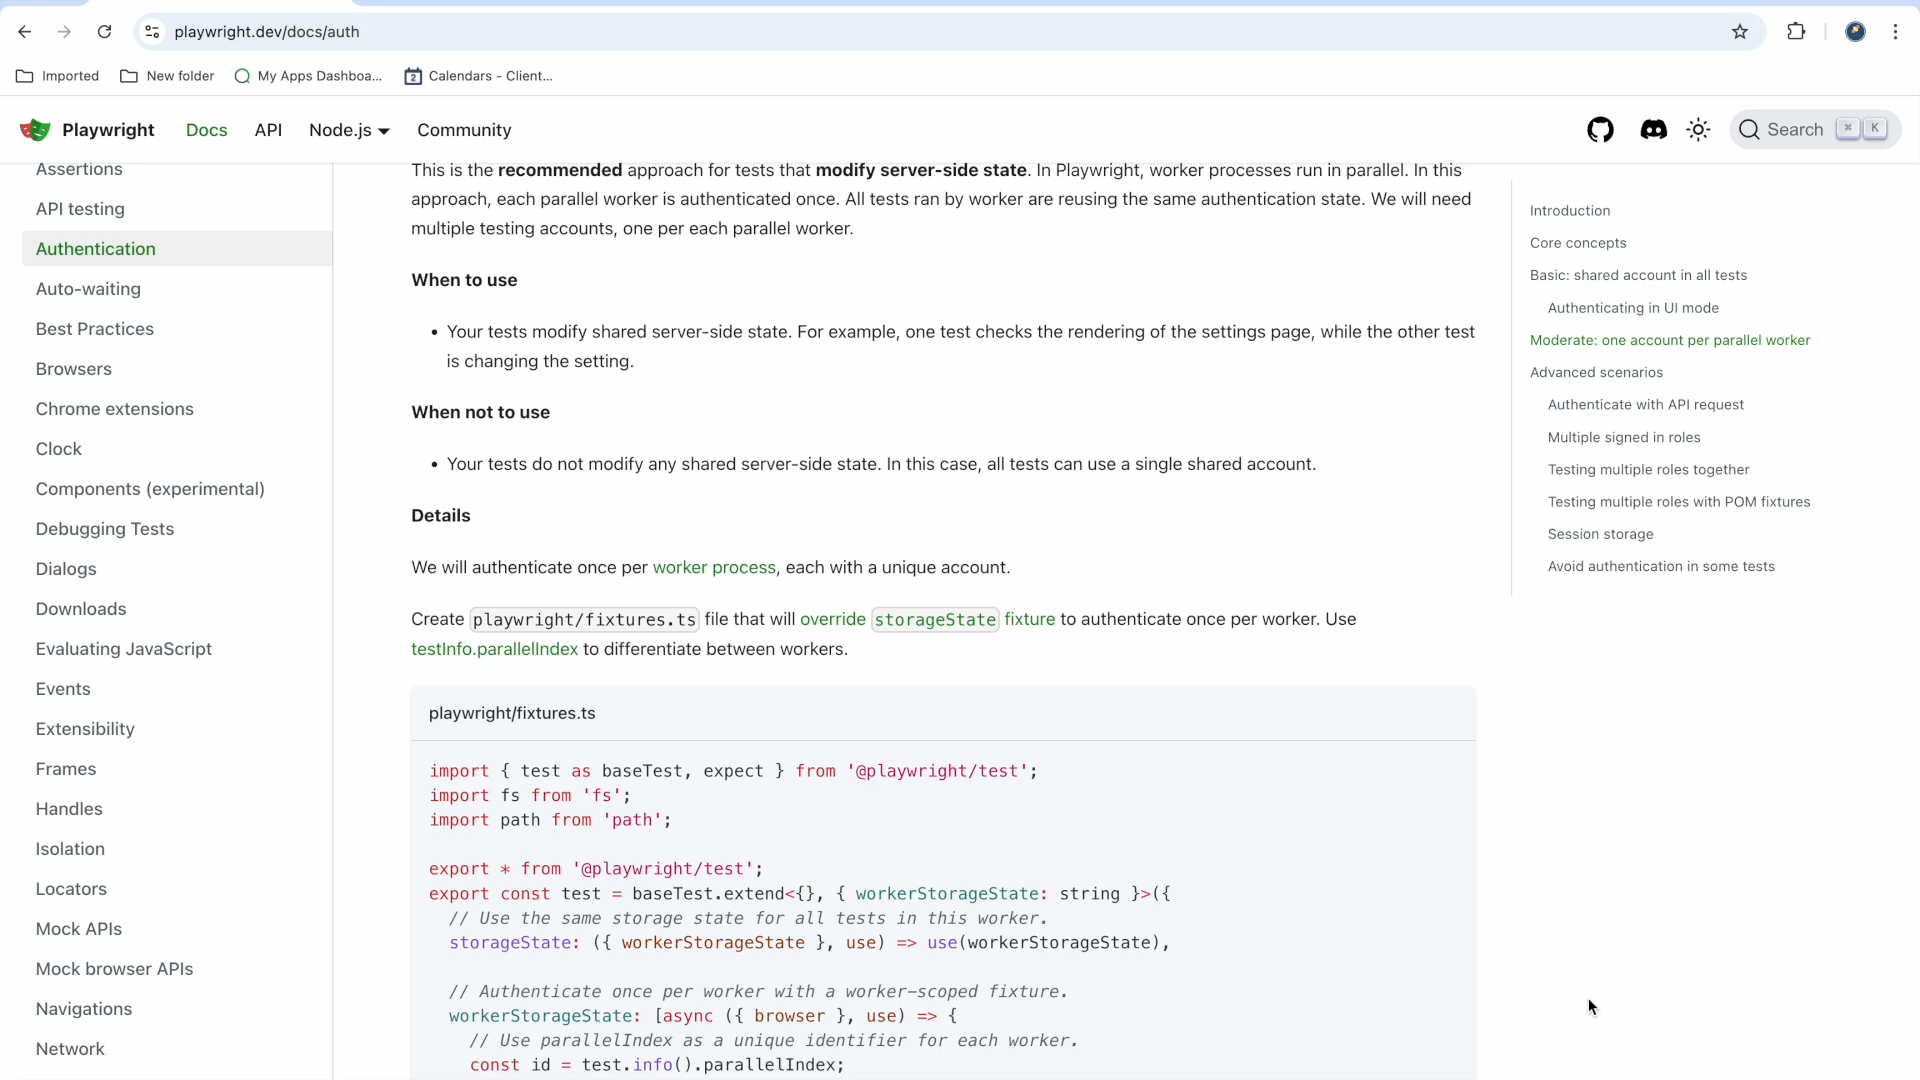 playwright.dev/docs/auth
Imported
New folder
My Apps Dashboa...
2
Calendars - Client...
Playwright
Docs
API
Node.js
Community
Search
⌘
K
Assertions
API testing
Authentication
Auto-waiting
Best Practices
Browsers
Chrome extensions
Clock
Components (experimental)
Debugging Tests
Dialogs
Downloads
Evaluating JavaScript
Events
Extensibility
Frames
Handles
Isolation
Locators
Mock APIs
Mock browser APIs
Navigations
Network
This is the recommended approach for tests that modify server-side state. In Playwright, worker processes run in parallel. In this
approach, each parallel worker is authenticated once. All tests ran by worker are reusing the same authentication state. We will need
multiple testing accounts, one per each parallel worker.
When to use
• Your tests modify shared server-side state. For example, one test checks the rendering of the settings page, while the other test
is changing the setting.
When not to use
• Your tests do not modify any shared server-side state. In this case, all tests can use a single shared account.
Details
We will authenticate once per worker process, each with a unique account.
Create playwright/fixtures.ts file that will override storageState fixture to authenticate once per worker. Use
testInfo.parallelIndex to differentiate between workers.
playwright/fixtures.ts
import { test as baseTest, expect } from '@playwright/test';
import fs from 'fs';
import path from 'path';
export * from '@playwright/test';
export const test = baseTest.extend<{}, { workerStorageState: string }>({
// Use the same storage state for all tests in this worker.
storageState: ({ workerStorageState }, use) => use(workerStorageState),
// Authenticate once per worker with a worker-scoped fixture.
workerStorageState: [async ({ browser }, use) => {
// Use parallelIndex as a unique identifier for each worker.
const id = test.info().parallelIndex;
Introduction
Core concepts
Basic: shared account in all tests
Authenticating in UI mode
Moderate: one account per parallel worker
Advanced scenarios
Authenticate with API request
Multiple signed in roles
Testing multiple roles together
Testing multiple roles with POM fixtures
Session storage
Avoid authentication in some tests